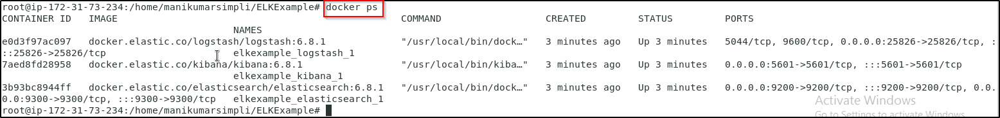 root@ip-172-31-73-234:/home/manikumarsimpli/ELKExample# docker ps
CONTAINER ID   IMAGE                                                 COMMAND                  CREATED         STATUS         PORTS
                                             NAMES
e0d3f97ac097   docker.elastic.co/logstash/logstash:6.8.1             "/usr/local/bin/dock…"   3 minutes ago   Up 3 minutes   5044/tcp, 9600/tcp, 0.0.0.0:25826->25826/tcp, :
::25826->25826/tcp                           elkexample_logstash_1
7aed8fd28958   docker.elastic.co/kibana/kibana:6.8.1                 "/usr/local/bin/kiba…"   3 minutes ago   Up 3 minutes   0.0.0.0:5601->5601/tcp, :::5601->5601/tcp
                                             elkexample_kibana_1
3b93bc8944ff   docker.elastic.co/elasticsearch/elasticsearch:6.8.1   "/usr/local/bin/dock…"   3 minutes ago   Up 3 minutes   0.0.0.0:9200->9200/tcp, :::9200->9200/tcp, 0.0.
0.0:9300->9300/tcp, :::9300->9300/tcp   elkexample_elasticsearch_1
Activate Windows
root@ip-172-31-73-234:/home/manikumarsimpli/ELKExample#
Go to Settings to activate Windows.